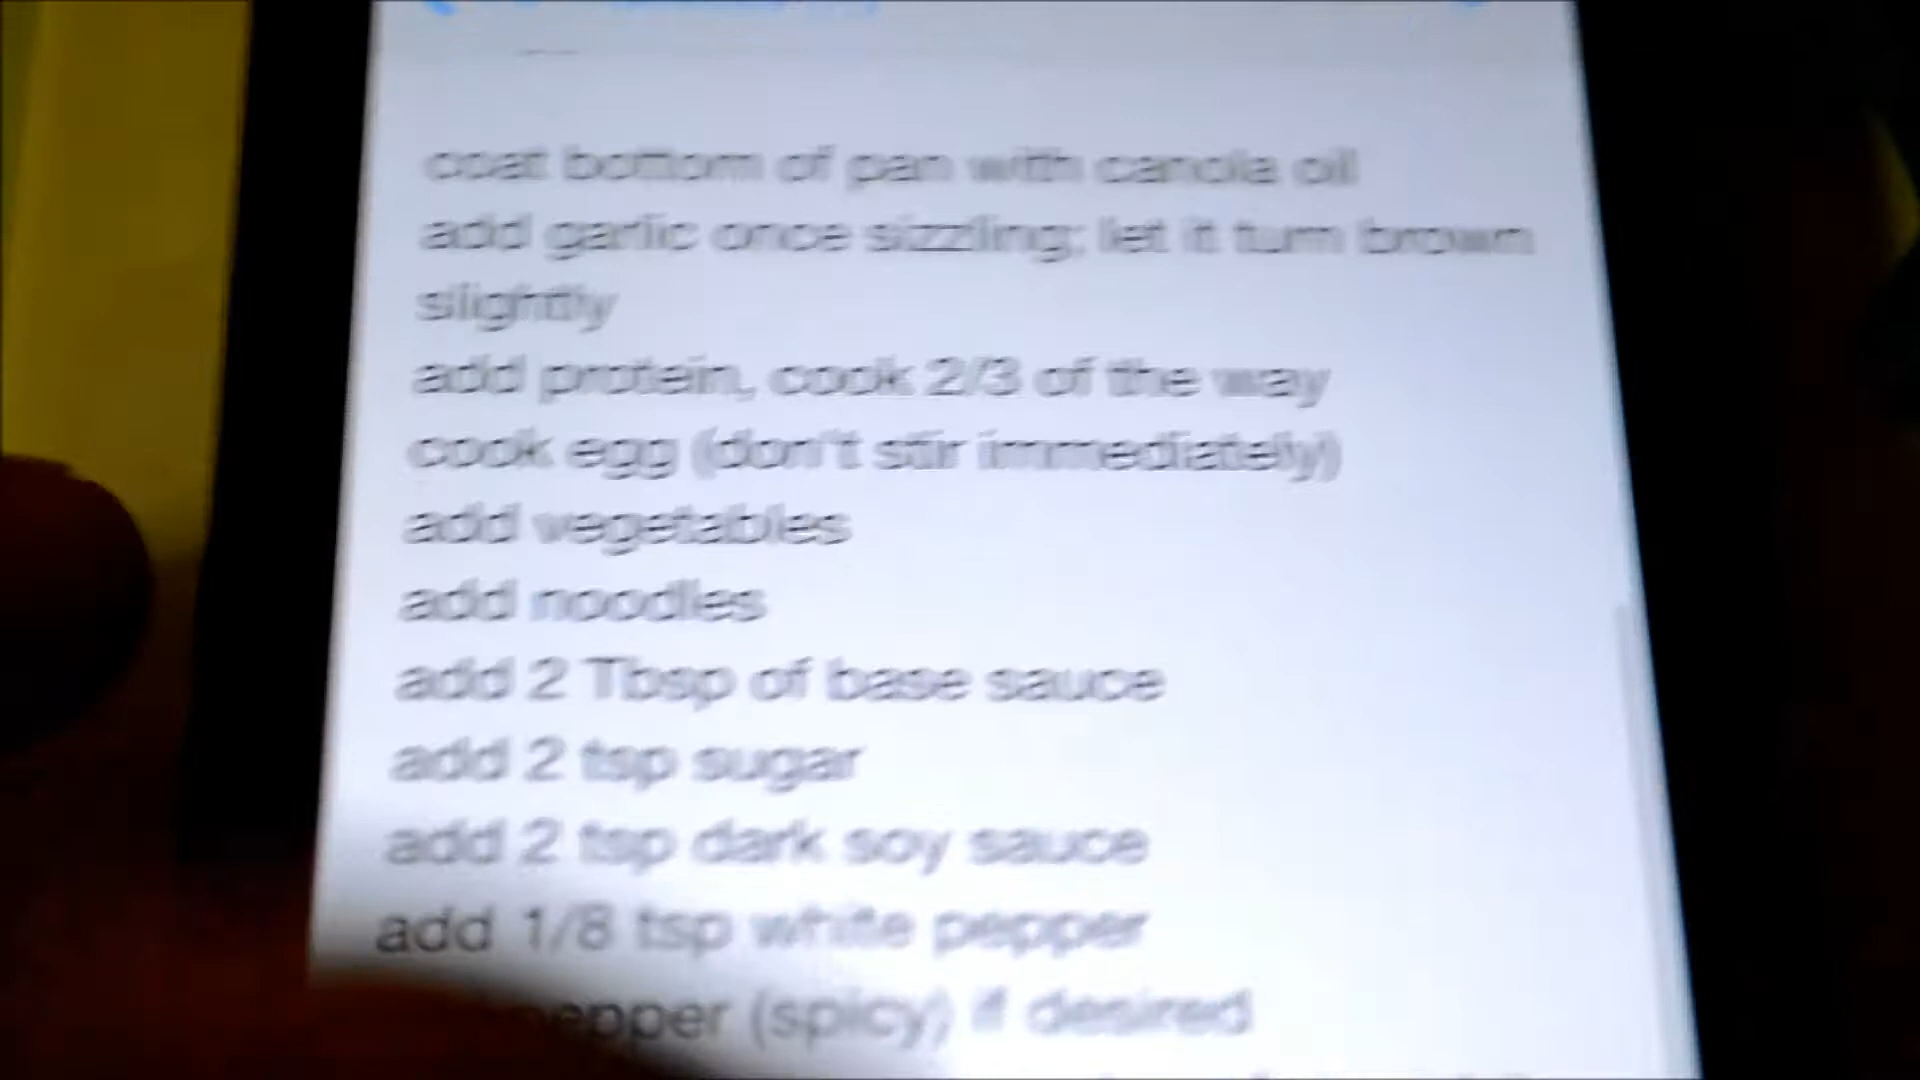 coat bottom of pan with canola oil
add garlic once sizzling; let it turn brown
slightly
add protein, cook 2/3 of the way
cook egg (don't stir immediately)
add vegetables
add noodles
add 2 Tbsp of base sauce
add 2 tsp sugar
add 2 tsp dark soy sauce
add 1/8 tsp white pepper
(spicy) if desired